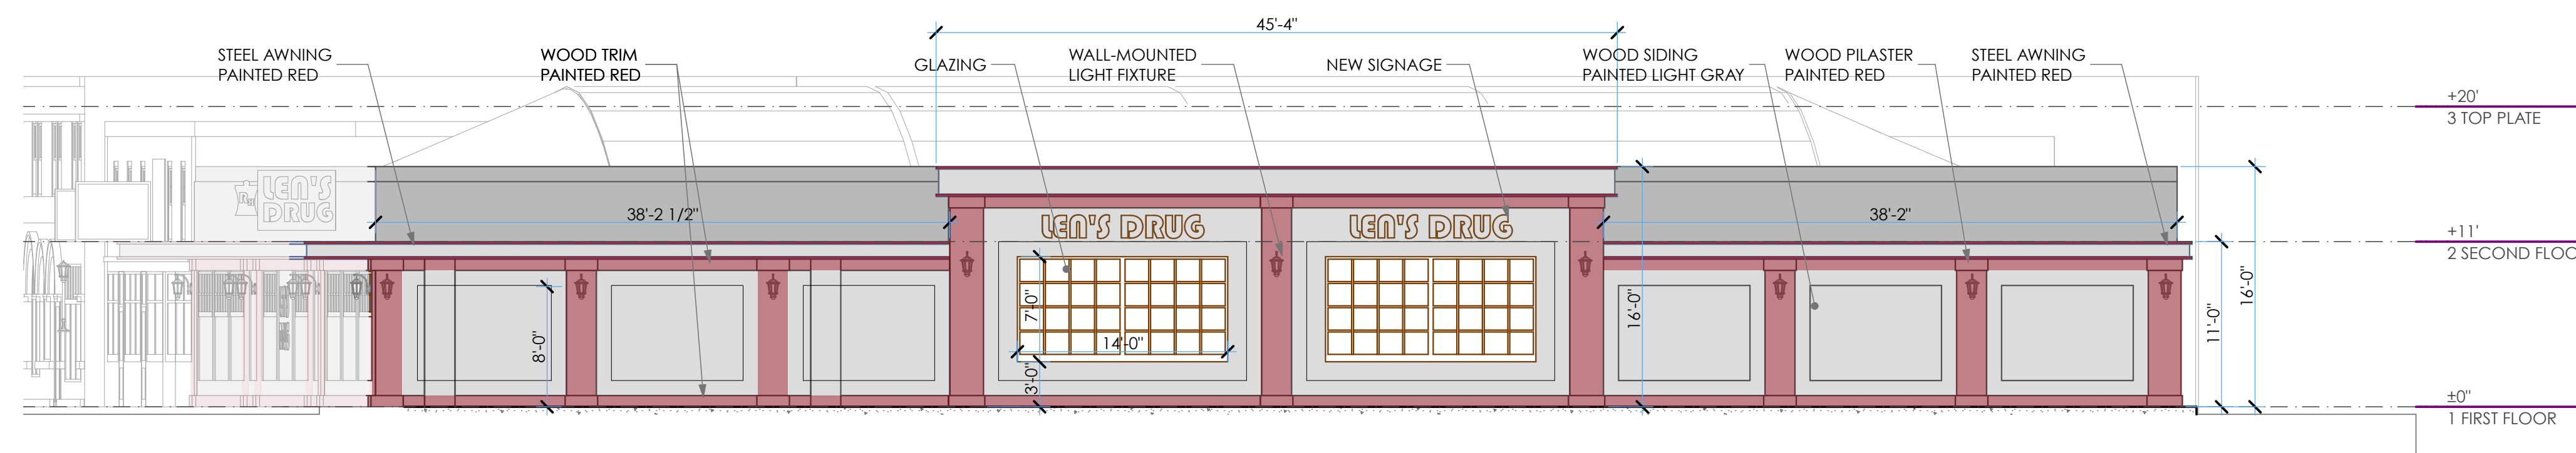 45'-4"
STEEL AWNING
PAINTED RED
WOOD TRIM
PAINTED RED
GLAZING
WALL-MOUNTED
LIGHT FIXTURE
NEW SIGNAGE
WOOD SIDING
PAINTED LIGHT GRAY
WOOD PILASTER
PAINTED RED
STEEL AWNING
PAINTED RED
+20'
3 TOP PLATE
LEN'S
DRUG
RX
38'-2 1/2"
LEN'S DRUG
LEN'S DRUG
38'-2"
+11'
2 SECOND FLOO
8'-0"
7'-0"
14'-0"
3'-0"
16'-0"
11'-0"
16'-0"
±0"
1 FIRST FLOOR